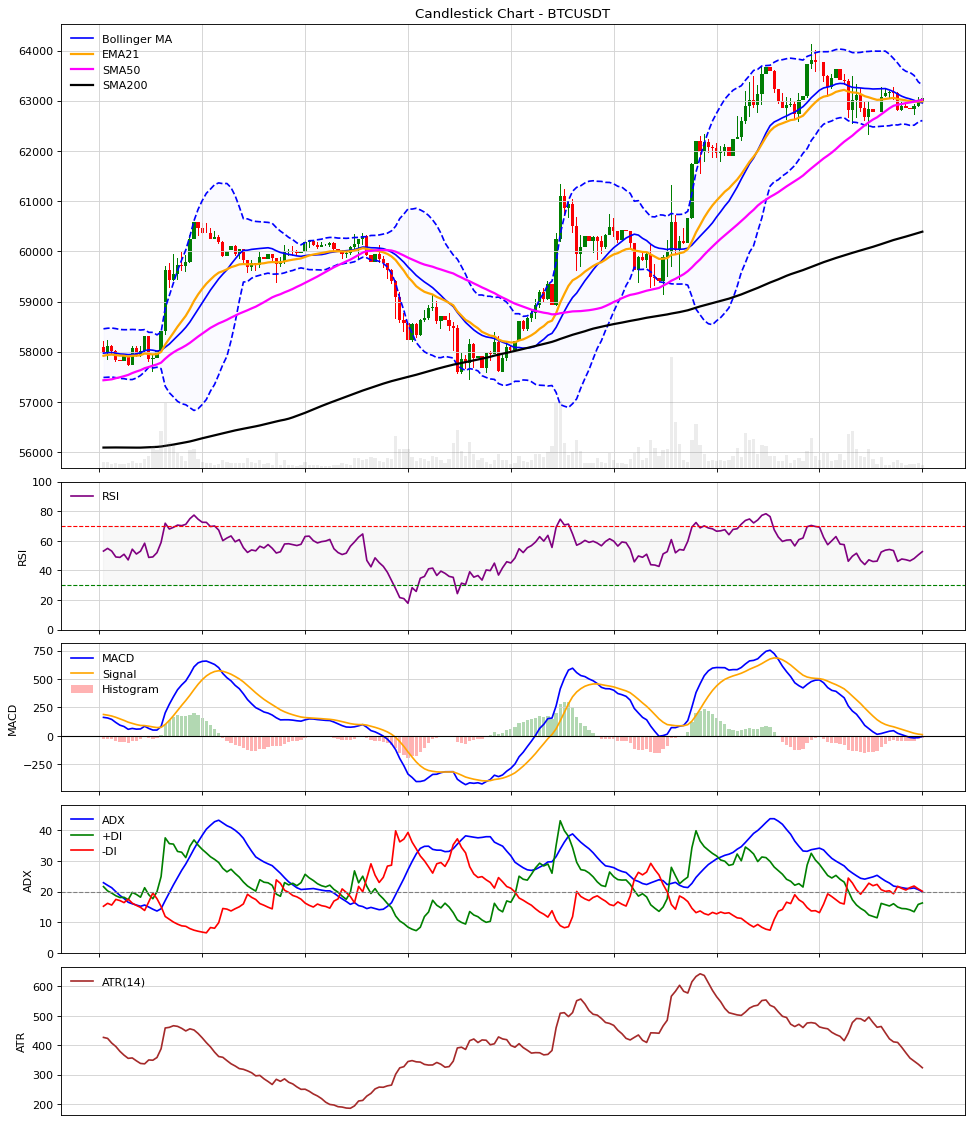 Candlestick Chart - BTCUSDT
Bollinger MA
EMA21
SMA50
SMA200
64000
63000
62000
61000
60000
59000
58000
57000
56000
RSI
RSI
100
80
60
40
20
0
MACD
Signal
Histogram
MACD
750
500
250
0
−250
ADX
+DI
-DI
ADX
40
30
20
10
0
ATR(14)
ATR
600
500
400
300
200